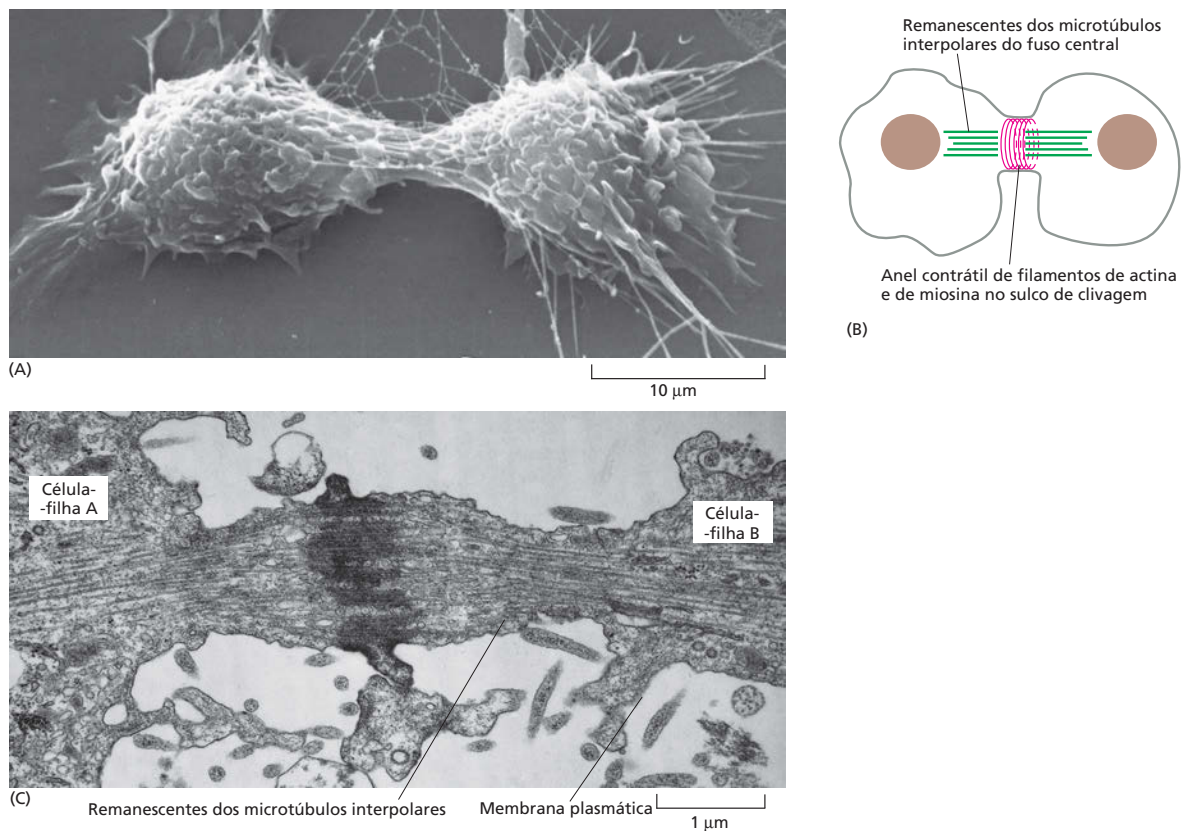 Remanescentes dos microtúbulos
interpolares do fuso central
Anel contrátil de filamentos de actina
e de miosina no sulco de clivagem
(B)
(A)
10 μm
Célula-
-filha A
Célula-
-filha B
(C)
Remanescentes dos microtúbulos interpolares
Membrana plasmática
1 μm